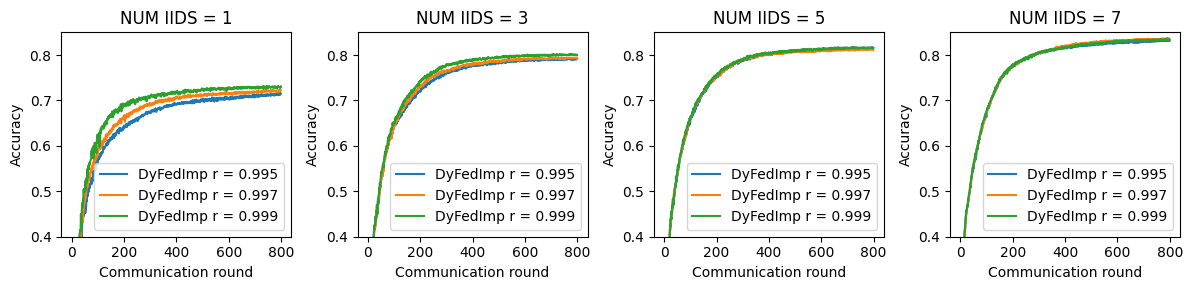 NUM IIDS = 1
0.8
0.7
0.6
0.5
0.4
Accuracy
DyFedImp r = 0.995
DyFedImp r = 0.997
DyFedImp r = 0.999
0
200
400
600
800
Communication round
NUM IIDS = 3
0.8
0.7
0.6
0.5
0.4
Accuracy
DyFedImp r = 0.995
DyFedImp r = 0.997
DyFedImp r = 0.999
0
200
400
600
800
Communication round
NUM IIDS = 5
0.8
0.7
0.6
0.5
0.4
Accuracy
DyFedImp r = 0.995
DyFedImp r = 0.997
DyFedImp r = 0.999
0
200
400
600
800
Communication round
NUM IIDS = 7
0.8
0.7
0.6
0.5
0.4
Accuracy
DyFedImp r = 0.995
DyFedImp r = 0.997
DyFedImp r = 0.999
0
200
400
600
800
Communication round